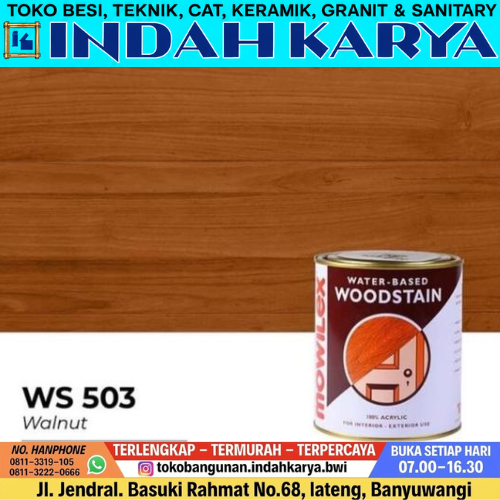 TOKO BESI, TEKNIK, CAT, KERAMIK, GRANIT & SANITARY
INDAH KARYA
WATER-BASED
WOODSTAIN
mowilex
100% ACRYLIC
FOR INTERIOR - EXTERIOR USE
WS 503
Walnut
NO. HANPHONE
0811-3319-105
0811-3222-0666
TERLENGKAP - TERMURAH - TERPERCAYA
tokobangunan.indahkarya.bwi
BUKA SETIAP HARI
07.00-16.30
Jl. Jendral. Basuki Rahmat No.68, lateng, Banyuwangi